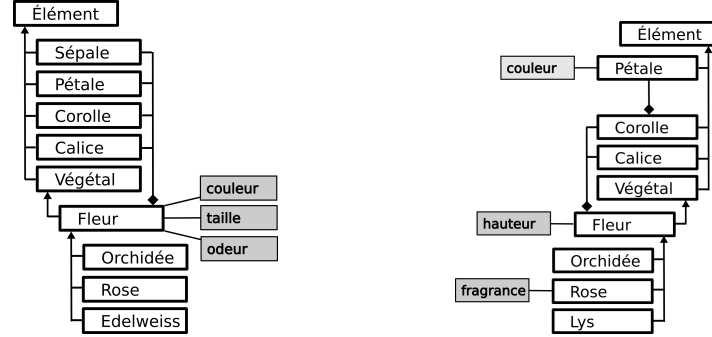 Élément
Sépale
Pétale
Corolle
Calice
Végétal
Fleur
couleur
taille
odeur
Orchidée
Rose
Edelweiss
Élément
couleur
Pétale
Corolle
Calice
Végétal
hauteur
Fleur
Orchidée
fragrance
Rose
Lys